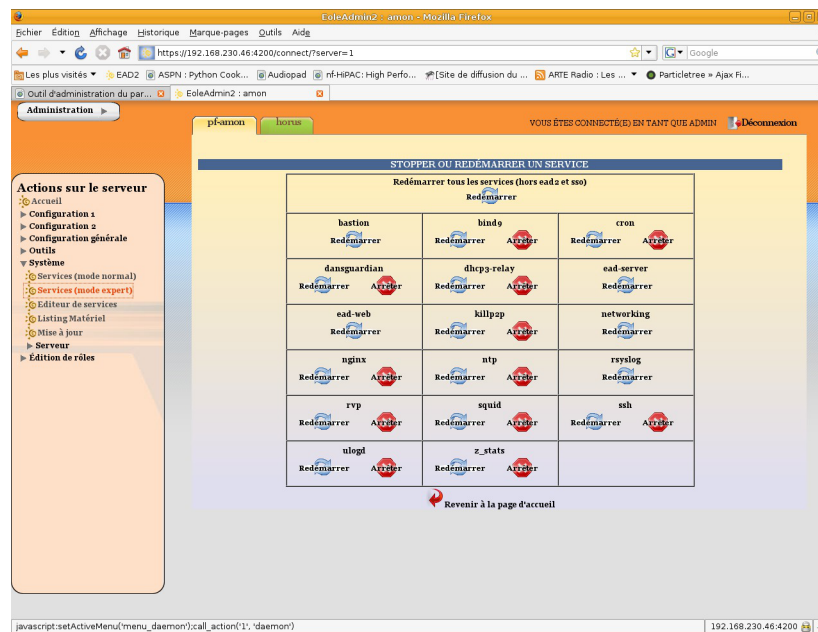 EoleAdmin2 : amon - Mozilla Firefox
Fichier Édition Affichage Historique Marque-pages Outils Aide
https://192.168.230.46:4200/connect/?server=1
Google
Les plus visités EAD2 ASPN : Python Cook... Audiopad nf-HiPAC: High Perfo... [Site de diffusion du ... ARTE Radio : Les ... Particletree » Ajax Fi...
Outil d'administration du par... EoleAdmin2 : amon
Administration
pf-amon horus VOUS ÊTES CONNECTÉ(E) EN TANT QUE ADMIN Déconnexion
STOPPER OU REDÉMARRER UN SERVICE
Actions sur le serveur
Accueil
Configuration 1
Configuration 2
Configuration générale
Outils
Système
Services (mode normal)
Services (mode expert)
Editeur de services
Listing Matériel
Mise à jour
Serveur
Édition de rôles
Redémarrer tous les services (hors ead2 et sso)
Redémarrer
bastion bind9 cron
Redémarrer Redémarrer Arrêter Redémarrer Arrêter
dansguardian dhcp3-relay ead-server
Redémarrer Arrêter Redémarrer Arrêter Redémarrer
ead-web killp2p networking
Redémarrer Redémarrer Arrêter Redémarrer
nginx ntp rsyslog
Redémarrer Arrêter Redémarrer Arrêter Redémarrer
rvp squid ssh
Redémarrer Arrêter Redémarrer Arrêter Redémarrer Arrêter
ulogd z_stats
Redémarrer Arrêter Redémarrer Arrêter
Revenir à la page d'accueil
javascript:setActiveMenu('menu_daemon');call_action('1', 'daemon') 192.168.230.46:4200